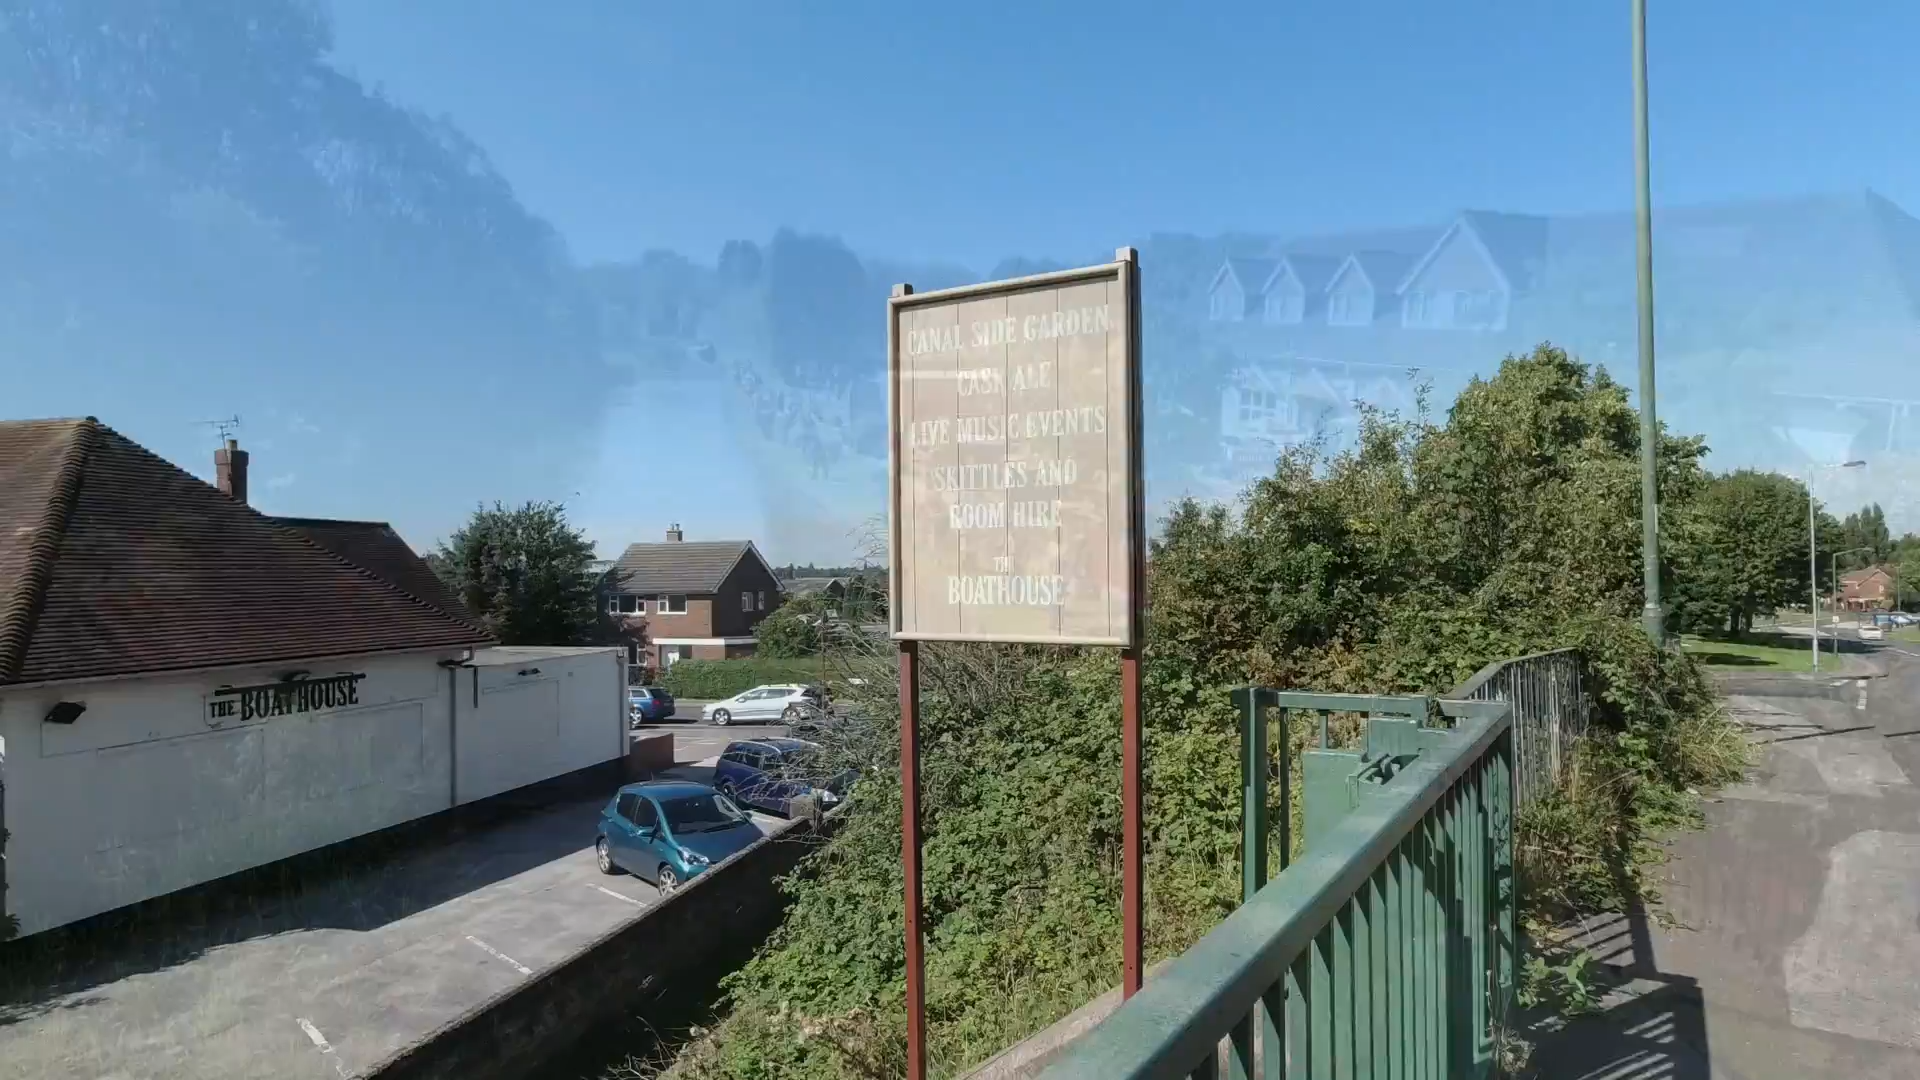 CANAL SIDE GARDEN
CASK ALE
LIVE MUSIC EVENTS
SKITTLES AND
ROOM HIRE
THE
BOATHOUSE
THE BOATHOUSE